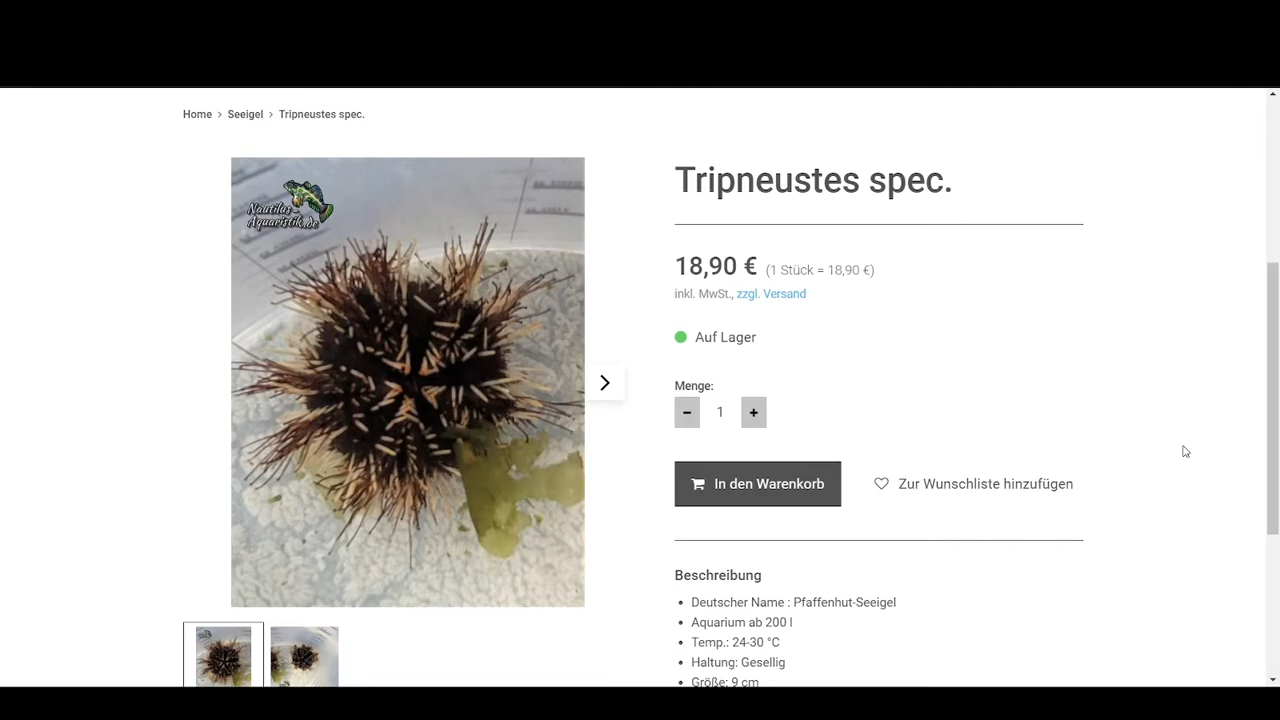 Home > Seeigel > Tripneustes spec.
Nautilus-
Aquaristik.de
Tripneustes spec.
18,90 € (1 Stück = 18,90 €)
inkl. MwSt., zzgl. Versand
Auf Lager
Menge:
− 1 +
In den Warenkorb
Zur Wunschliste hinzufügen
Beschreibung
• Deutscher Name : Pfaffenhut-Seeigel
• Aquarium ab 200 l
• Temp.: 24-30 °C
• Haltung: Gesellig
• Größe: 9 cm